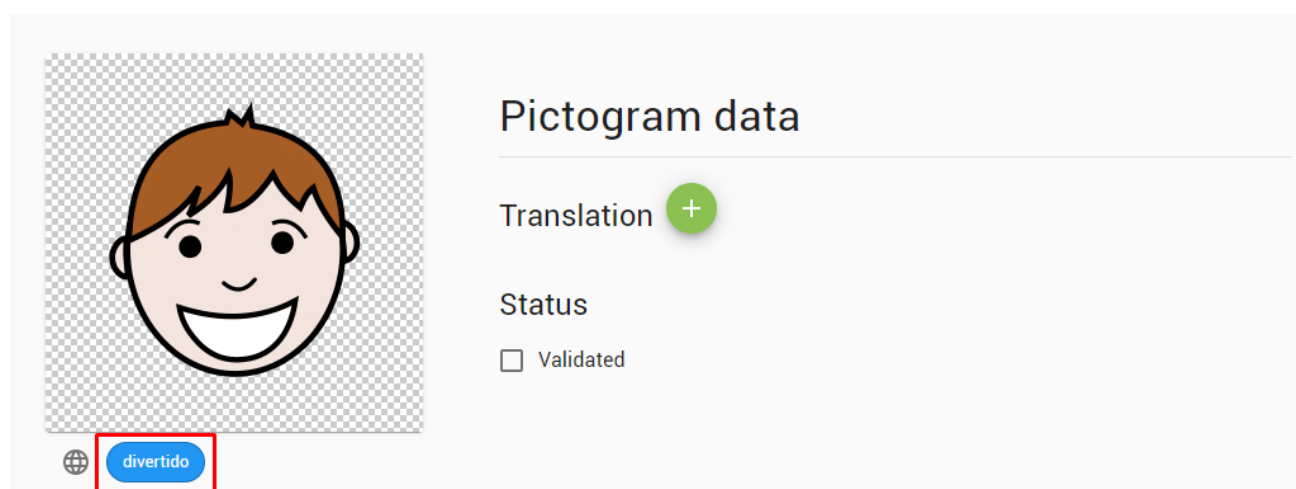 Pictogram data
Translation
Status
Validated
divertido